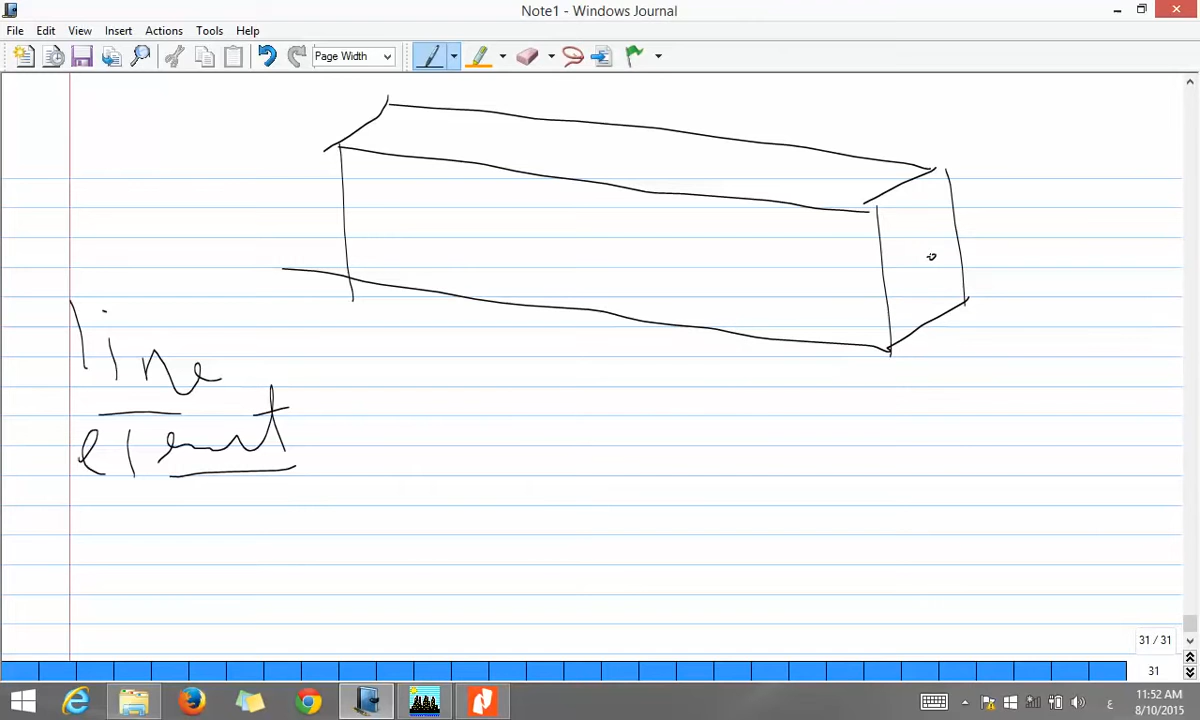 Note1 - Windows Journal
File Edit View Insert Actions Tools Help
Page Width
line
element
31 / 31
31
11:52 AM
ع
8/10/2015